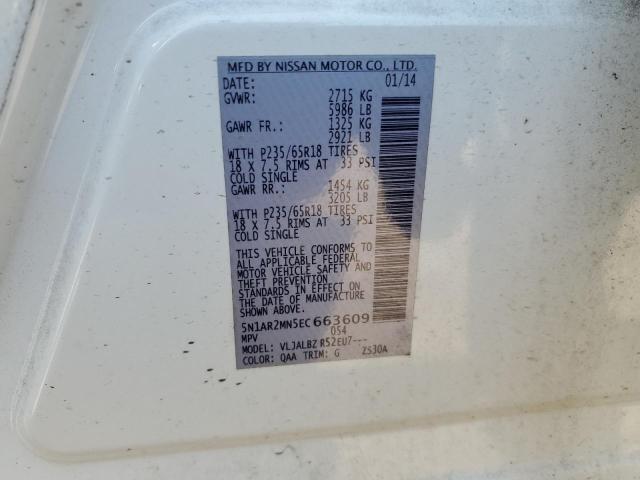 MFD BY NISSAN MOTOR CO., LTD.
DATE: 01/14
GVWR: 2715 KG
5986 LB
GAWR FR.: 1325 KG
2921 LB
WITH P235/65R18 TIRES
18 X 7.5 RIMS AT 33 PSI
COLD SINGLE
GAWR RR.: 1454 KG
3205 LB
WITH P235/65R18 TIRES
18 X 7.5 RIMS AT 33 PSI
COLD SINGLE
THIS VEHICLE CONFORMS TO
ALL APPLICABLE FEDERAL
MOTOR VEHICLE SAFETY AND
THEFT PREVENTION
STANDARDS IN EFFECT ON
THE DATE OF MANUFACTURE
SHOWN ABOVE.
5N1AR2MN5EC 663609
MPV 054
MODEL: VLJALBZ R52EU7---
COLOR: QAA TRIM: G ZS30A